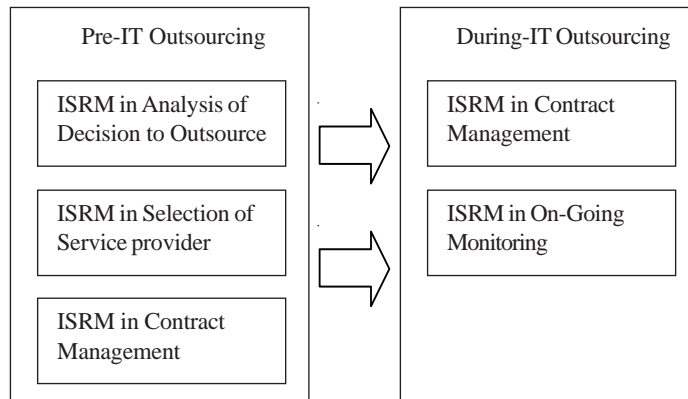 Pre-IT Outsourcing
ISRM in Analysis of
Decision to Outsource
ISRM in Selection of
Service provider
ISRM in Contract
Management
During-IT Outsourcing
ISRM in Contract
Management
ISRM in On-Going
Monitoring